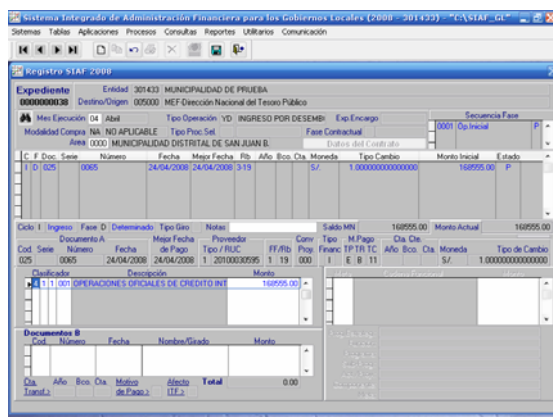 Sistema Integrado de Administración Financiera para los Gobiernos Locales (2008 - 301433) - "C:\SIAF_GL"
Sistemas Tablas Aplicaciones Procesos Consultas Reportes Utilitarios Comunicación
Registro SIAF 2008
Expediente Entidad 301433 MUNICIPALIDAD DE PRUEBA
0000000038 Destino/Origen 005000 MEF-Dirección Nacional del Tesoro Público
Mes Ejecución 04 Abril Tipo Operación YD INGRESO POR DESEMB Exp.Encargo Secuencia Fase
0001 Op.Inicial P
Modalidad Compra NA NO APLICABLE Tipo Proc.Sel. Fase Contractual
Area 0000 MUNICIPALIDAD DISTRITAL DE SAN JUAN B. Datos del Contrato
C F Doc. Serie Número Fecha Mejor Fecha Rb Año Bco. Cta. Moneda Tipo Cambio Monto Inicial Estado
I D 025 0065 24/04/2008 24/04/2008 3-19 S/. 1.000000000000 168555.00 P
Ciclo I Ingreso Fase D Determinado Tipo Giro Notas Saldo MN 168555.00 Monto Actual 168555.00
Documento A Mejor Fecha Proveedor Conv Tipo M.Pago Cta. Cte.
Cod. Serie Número Fecha de Pago Tipo / RUC FF/Rb Proy. Financ TP TR TC Año Bco. Cta. Moneda Tipo de Cambio
025 0065 24/04/2008 24/04/2008 1 20100030595 1 19 000 I E B 11 S/. 1.000000000000
Clasificador Descripción Monto
4 1 1 001 OPERACIONES OFICIALES DE CREDITO INT 168555.00
Meta Cadena Funcional Monto
Documentos B
Cod. Número Fecha Nombre/Girado Monto
Cta. Año Bco. Cta. Motivo Afecto Total 0.00
Transf.> de Pago > ITF.>